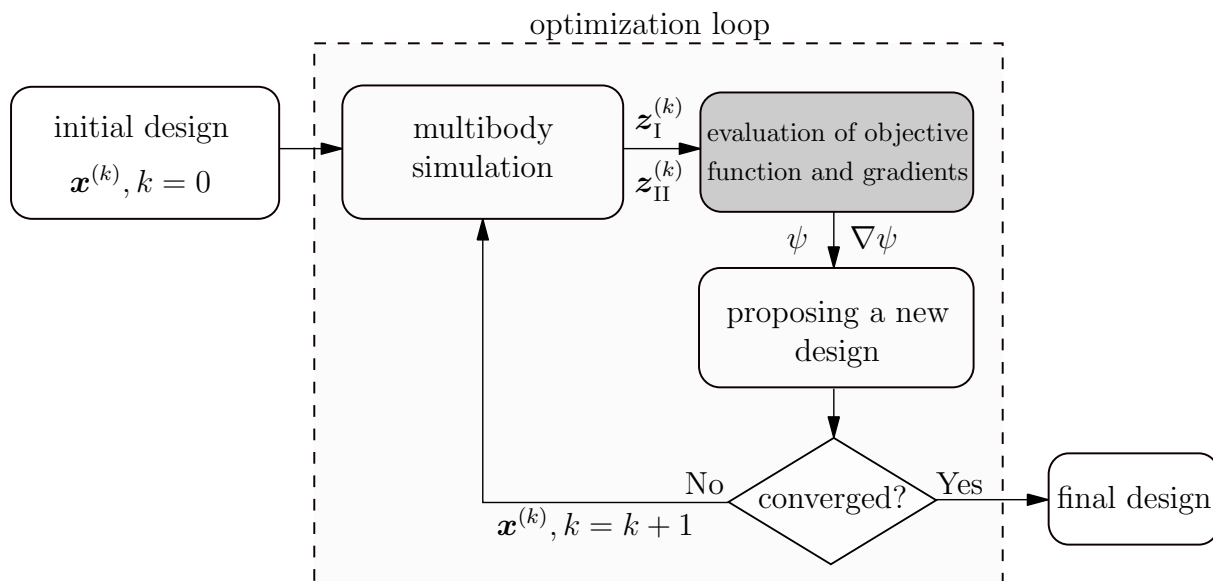 optimization loop
initial design
𝒙^(k), k = 0
multibody
simulation
𝒛_I^(k)
𝒛_II^(k)
evaluation of objective
function and gradients
ψ ∇ψ
proposing a new
design
converged?
No
𝒙^(k), k = k + 1
Yes
final design